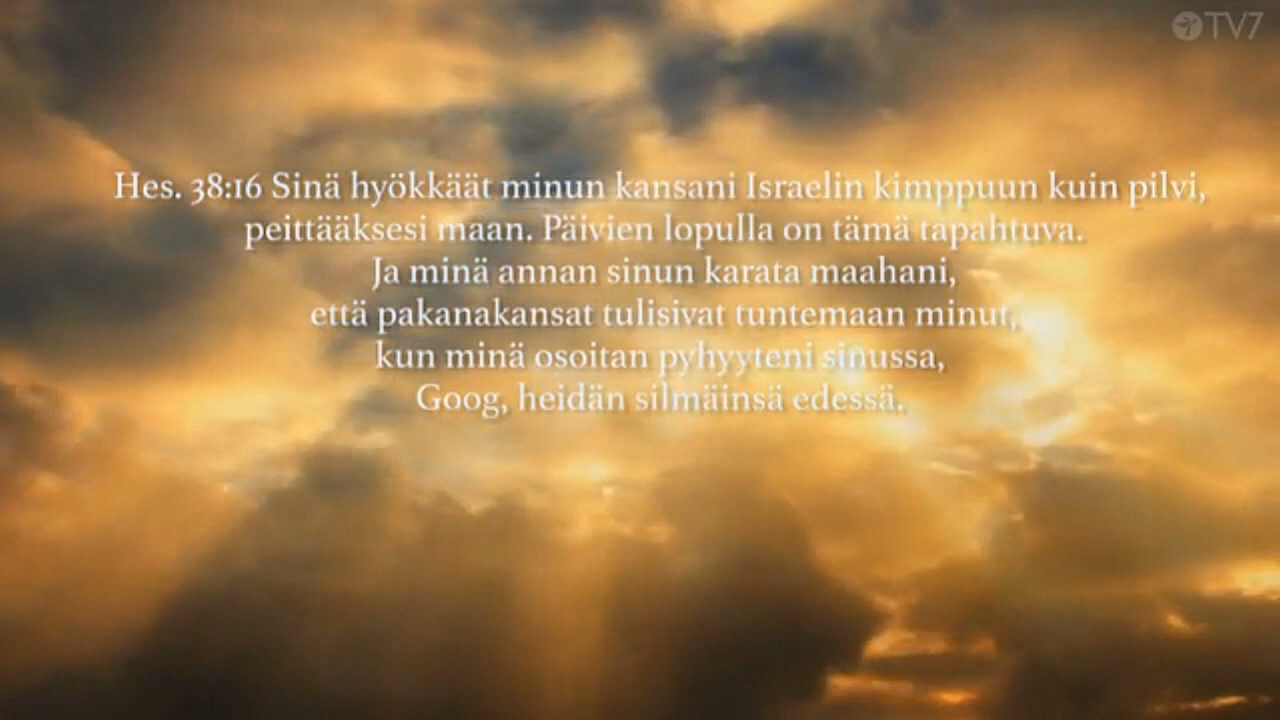 TV7
Hes. 38:16 Sinä hyökkäät minun kansani Israelin kimppuun kuin pilvi,
peittääksesi maan. Päivien lopulla on tämä tapahtuva.
Ja minä annan sinun karata maahani,
että pakanakansat tulisivat tuntemaan minut,
kun minä osoitan pyhyyteni sinussa,
Goog, heidän silmäinsä edessä.